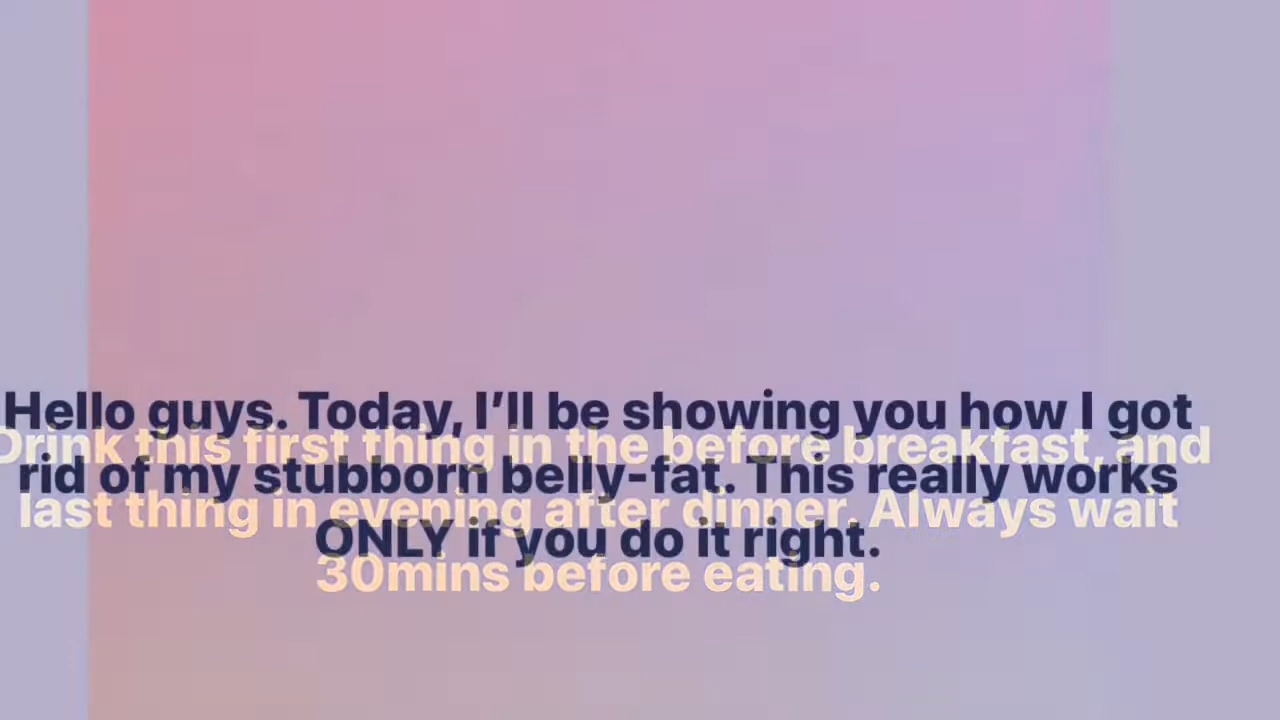 Hello guys. Today, I’ll be showing you how I got
rid of my stubborn belly-fat. This really works
ONLY if you do it right.
Drink this first thing in the before breakfast, and
last thing in evening after dinner. Always wait
30mins before eating.